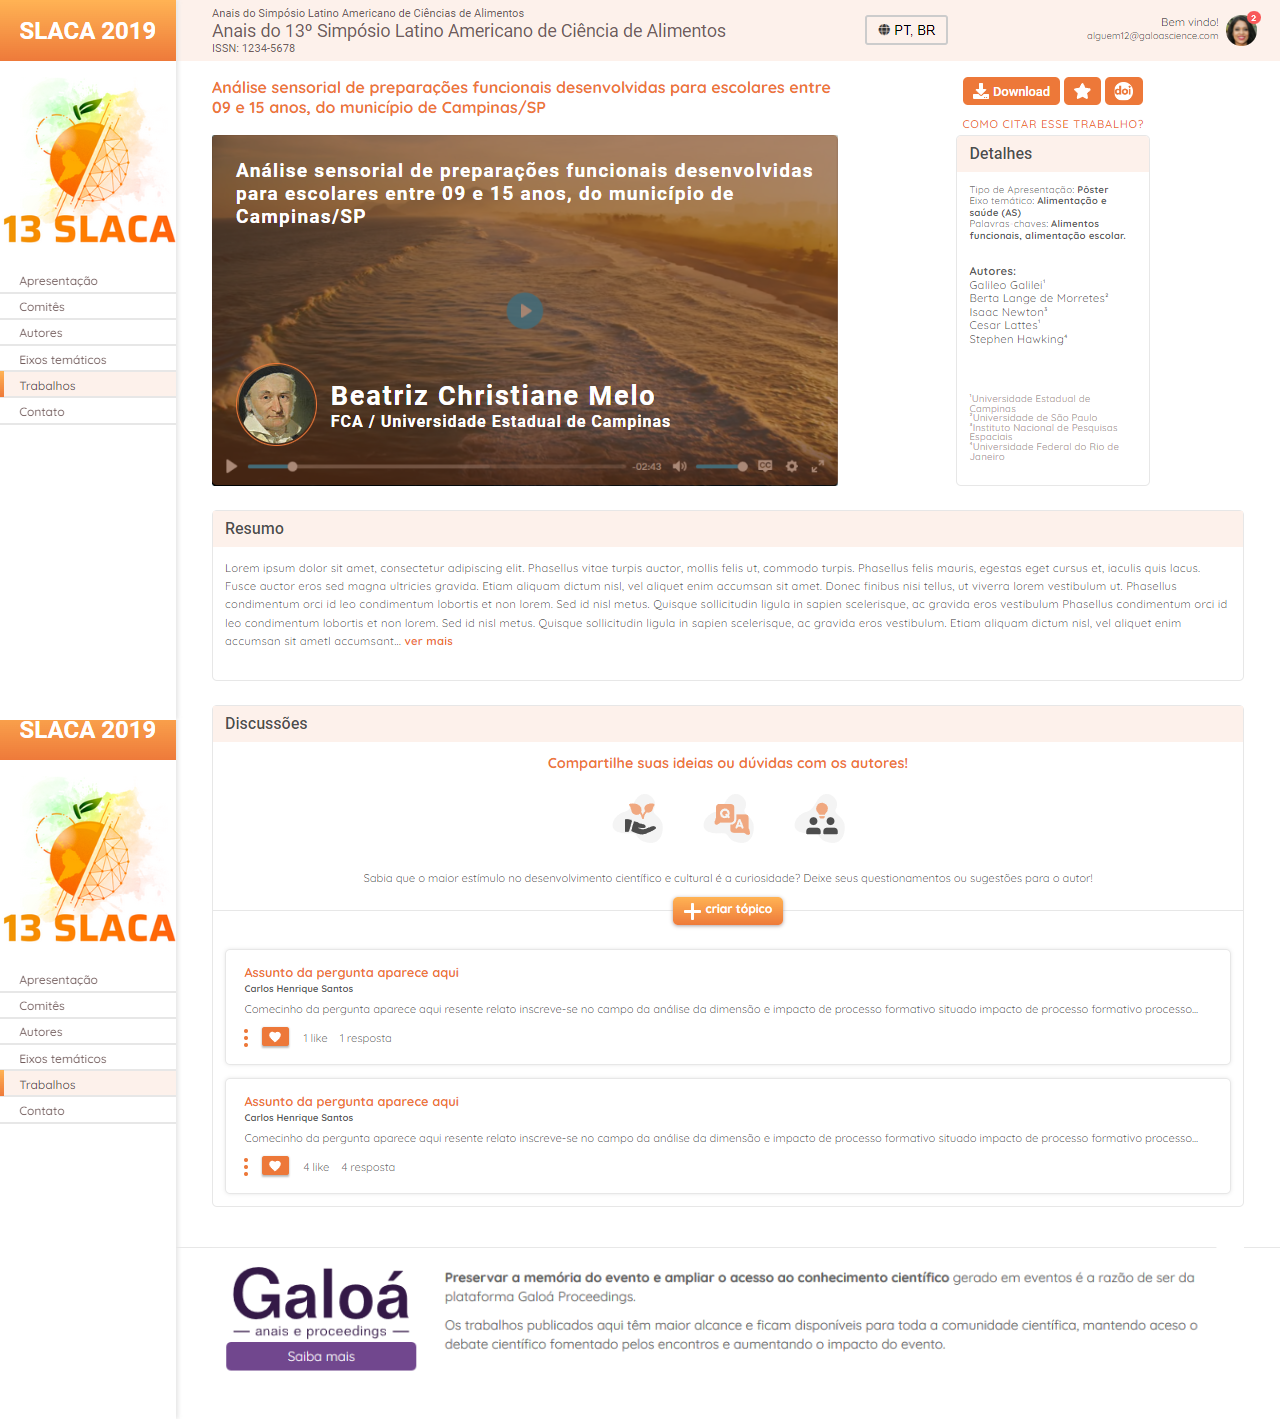 SLACA 2019
Anais do Simpósio Latino Americano de Ciências de Alimentos
Anais do 13º Simpósio Latino Americano de Ciência de Alimentos
ISSN: 1234-5678
PT, BR
Bem vindo!
alguem12@galoascience.com
2
13 SLACA
Apresentação
Comitês
Autores
Eixos temáticos
Trabalhos
Contato
Análise sensorial de preparações funcionais desenvolvidas para escolares entre
09 e 15 anos, do município de Campinas/SP
Download
doi
COMO CITAR ESSE TRABALHO?
Análise sensorial de preparações funcionais desenvolvidas
para escolares entre 09 e 15 anos, do município de
Campinas/SP
Beatriz Christiane Melo
FCA / Universidade Estadual de Campinas
-02:43
CC
Detalhes
Tipo de Apresentação: Pôster
Eixo temático: Alimentação e
saúde (AS)
Palavras chaves: Alimentos
funcionais, alimentação escolar.
Autores:
Galileo Galilei¹
Berta Lange de Morretes²
Isaac Newton³
Cesar Lattes¹
Stephen Hawking⁴
¹Universidade Estadual de
Campinas
²Universidade de São Paulo
³Instituto Nacional de Pesquisas
Espaciais
⁴Universidade Federal do Rio de
Janeiro
Resumo
Lorem ipsum dolor sit amet, consectetur adipiscing elit. Phasellus vitae turpis auctor, mollis felis ut, commodo turpis. Phasellus felis mauris, egestas eget cursus et, iaculis quis lacus.
Fusce auctor eros sed magna ultricies gravida. Etiam aliquam dictum nisl, vel aliquet enim accumsan sit amet. Donec finibus nisi tellus, ut viverra lorem vestibulum ut. Phasellus
condimentum orci id leo condimentum lobortis et non lorem. Sed id nisl metus. Quisque sollicitudin ligula in sapien scelerisque, ac gravida eros vestibulum Phasellus condimentum orci id
leo condimentum lobortis et non lorem. Sed id nisl metus. Quisque sollicitudin ligula in sapien scelerisque, ac gravida eros vestibulum. Etiam aliquam dictum nisl, vel aliquet enim
accumsan sit ametl accumsant... ver mais
SLACA 2019
13 SLACA
Apresentação
Comitês
Autores
Eixos temáticos
Trabalhos
Contato
Discussões
Compartilhe suas ideias ou dúvidas com os autores!
Q
A
Sabia que o maior estímulo no desenvolvimento científico e cultural é a curiosidade? Deixe seus questionamentos ou sugestões para o autor!
criar tópico
Assunto da pergunta aparece aqui
Carlos Henrique Santos
Comecinho da pergunta aparece aqui resente relato inscreve-se no campo da análise da dimensão e impacto de processo formativo situado impacto de processo formativo processo...
1 like 1 resposta
Assunto da pergunta aparece aqui
Carlos Henrique Santos
Comecinho da pergunta aparece aqui resente relato inscreve-se no campo da análise da dimensão e impacto de processo formativo situado impacto de processo formativo processo...
4 like 4 resposta
Galoá
anais e proceedings
Saiba mais
Preservar a memória do evento e ampliar o acesso ao conhecimento científico gerado em eventos é a razão de ser da
plataforma Galoá Proceedings.
Os trabalhos publicados aqui têm maior alcance e ficam disponíveis para toda a comunidade científica, mantendo aceso o
debate científico fomentado pelos encontros e aumentando o impacto do evento.